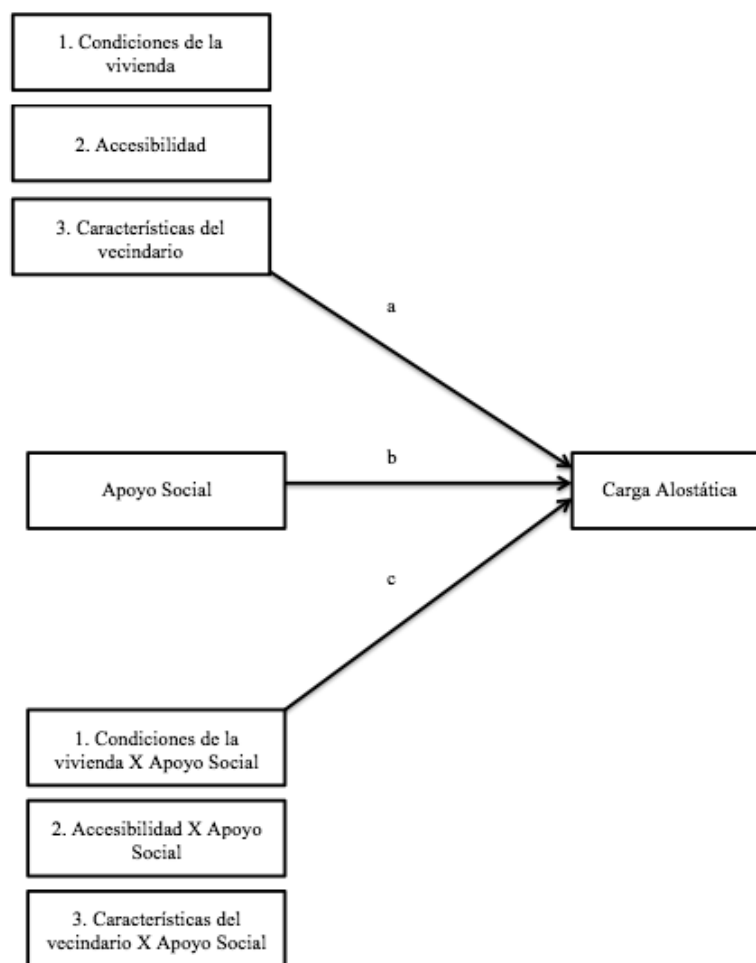 1. Condiciones de la
vivienda
2. Accesibilidad
3. Características del
vecindario
a
Apoyo Social
b
Carga Alostática
c
1. Condiciones de la
vivienda X Apoyo Social
2. Accesibilidad X Apoyo
Social
3. Características del
vecindario X Apoyo Social